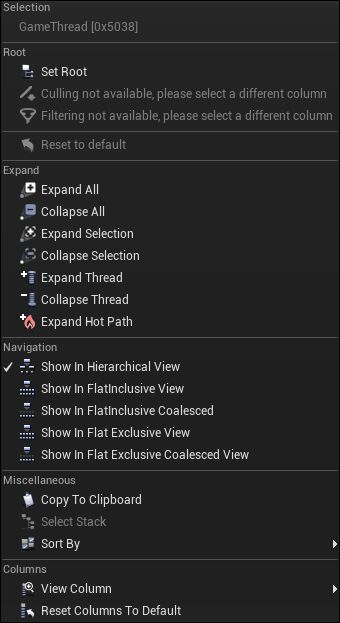 Selection
GameThread [0x5038]
Root
Set Root
Culling not available, please select a different column
Filtering not available, please select a different column
Reset to default
Expand
Expand All
Collapse All
Expand Selection
Collapse Selection
Expand Thread
Collapse Thread
Expand Hot Path
Navigation
Show In Hierarchical View
Show In FlatInclusive View
Show In FlatInclusive Coalesced
Show In Flat Exclusive View
Show In Flat Exclusive Coalesced View
Miscellaneous
Copy To Clipboard
Select Stack
Sort By
Columns
View Column
Reset Columns To Default